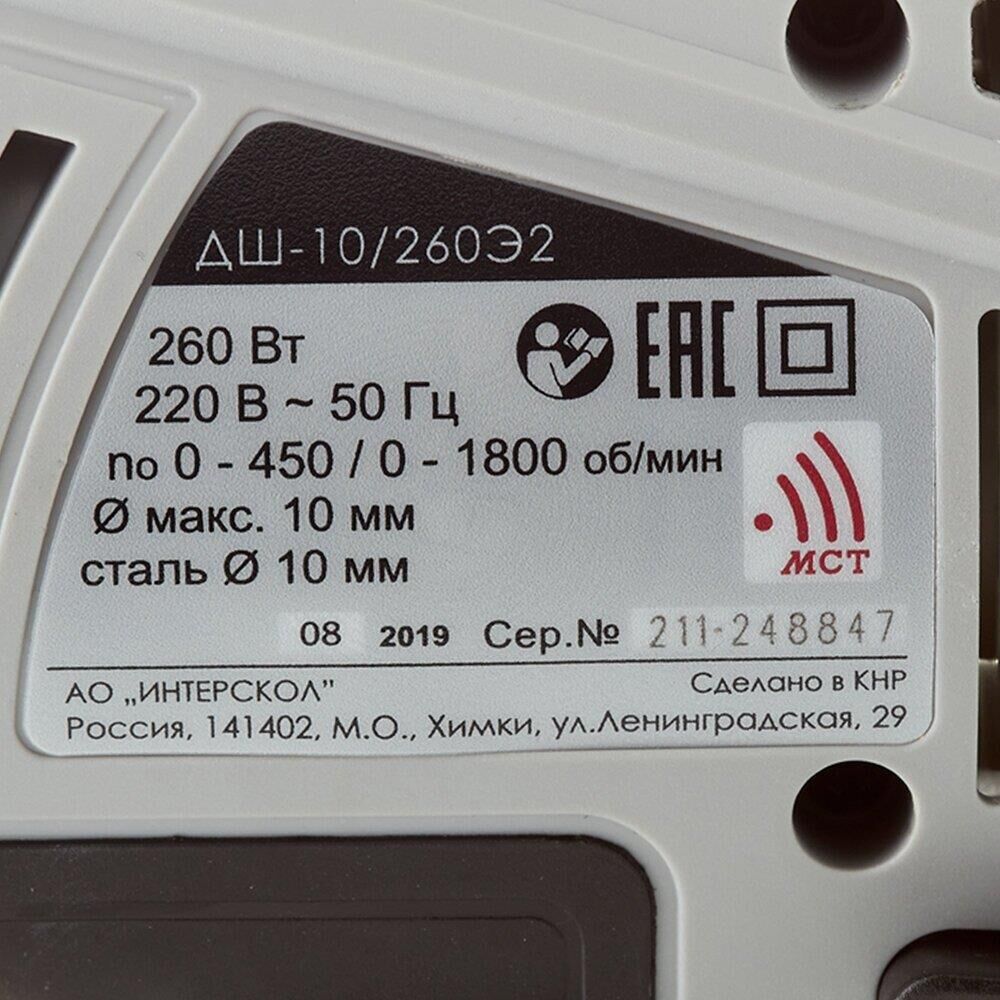 ДШ-10/260Э2
260 Вт
EAC
220 В ~ 50 Гц
no 0 - 450 / 0 - 1800 об/мин
Ø макс. 10 мм
сталь Ø 10 мм
МСТ
08 2019 Сер.№ 211-248847
АО „ИНТЕРСКОЛ” Сделано в КНР
Россия, 141402, М.О., Химки, ул.Ленинградская, 29